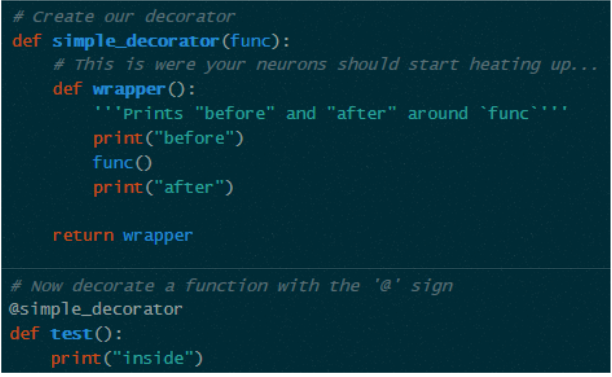 # Create our decorator
def simple_decorator(func):
    # This is were your neurons should start heating up...
    def wrapper():
        '''Prints "before" and "after" around `func`'''
        print("before")
        func()
        print("after")

    return wrapper

# Now decorate a function with the '@' sign
@simple_decorator
def test():
    print("inside")